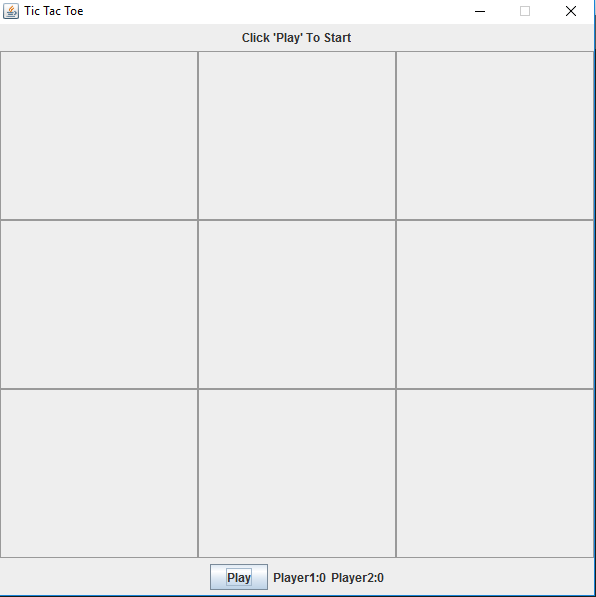 Tic Tac Toe
Click 'Play' To Start
Play Player1:0 Player2:0